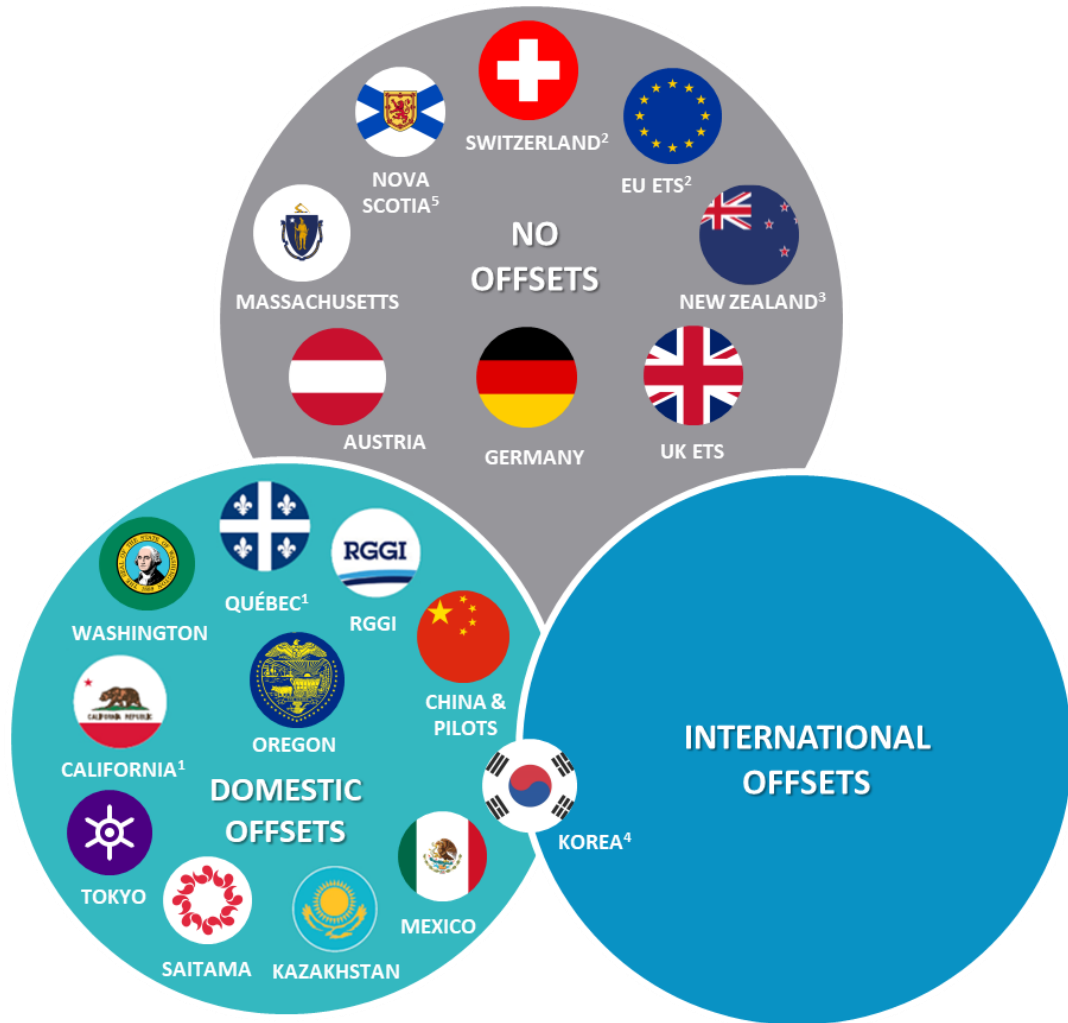 SWITZERLAND²
NOVA
SCOTIA⁵
EU ETS²
NO
OFFSETS
MASSACHUSETTS
NEW ZEALAND³
AUSTRIA
GERMANY
UK ETS
QUÉBEC¹
RGGI
RGGI
WASHINGTON
CHINA &
PILOTS
OREGON
CALIFORNIA REPUBLIC
CALIFORNIA¹
DOMESTIC
OFFSETS
INTERNATIONAL
OFFSETS
KOREA⁴
TOKYO
MEXICO
SAITAMA
KAZAKHSTAN